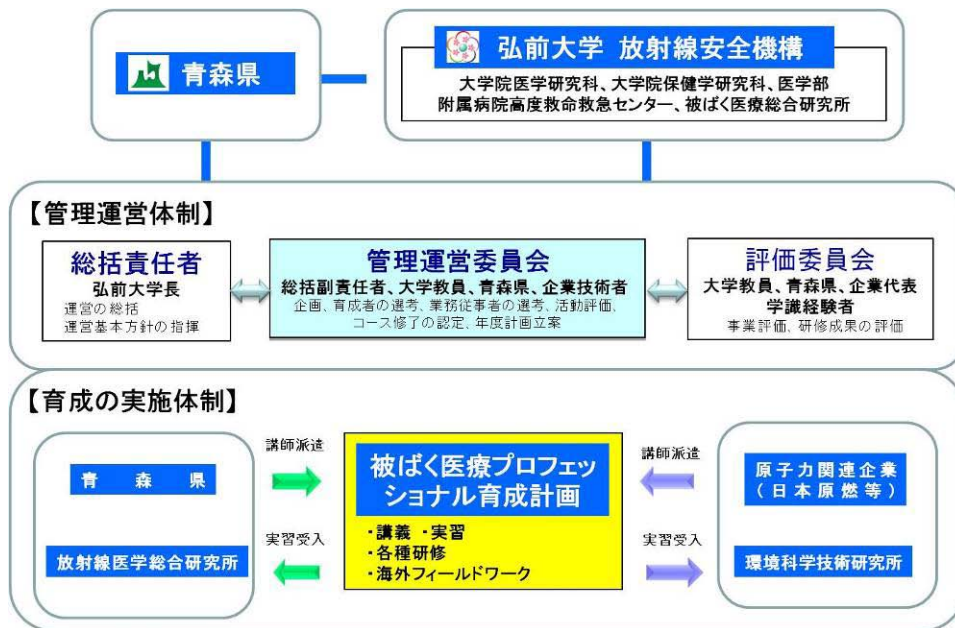 青森県
弘前大学 放射線安全機構
大学院医学研究科、大学院保健学研究科、医学部
附属病院高度救命救急センター、被ばく医療総合研究所
【管理運営体制】
総括責任者
弘前大学長
運営の総括
運営基本方針の指揮
管理運営委員会
総括副責任者、大学教員、青森県、企業技術者
企画、育成者の選考、業務従事者の選考、活動評価、
コース修了の認定、年度計画立案
評価委員会
大学教員、青森県、企業代表
学識経験者
事業評価、研修成果の評価
【育成の実施体制】
青森県
放射線医学総合研究所
講師派遣
実習受入
被ばく医療プロフェッ
ショナル育成計画
・講義 ・実習
・各種研修
・海外フィールドワーク
講師派遣
実習受入
原子力関連企業
(日本原燃等)
環境科学技術研究所